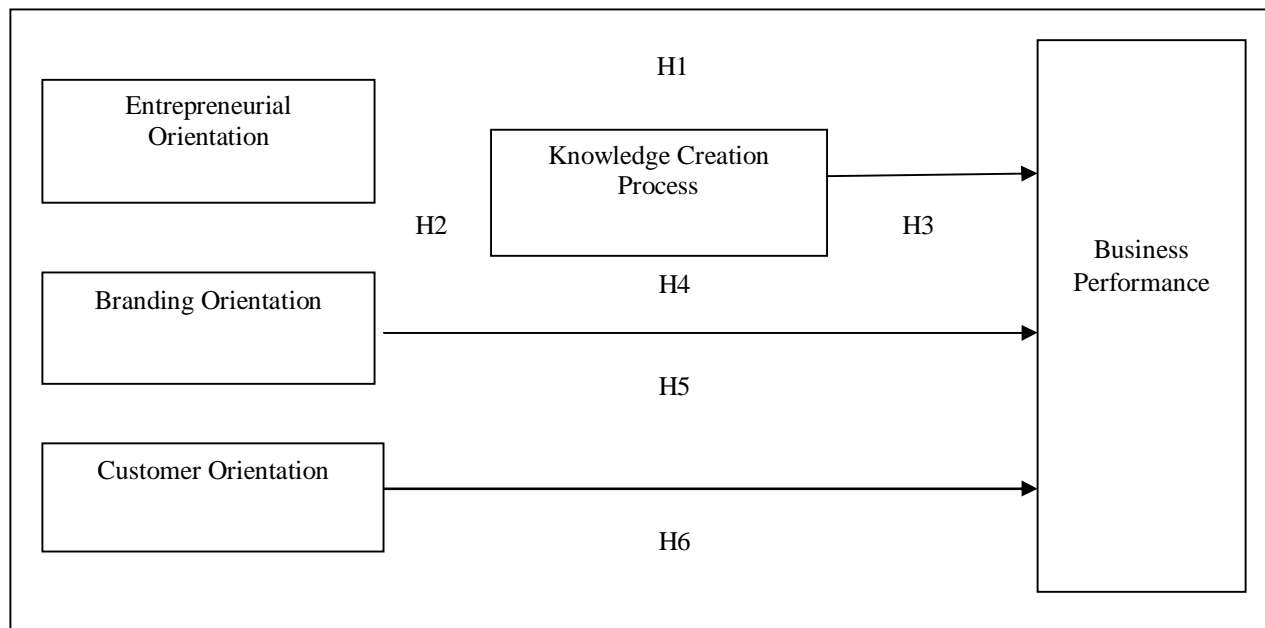 H1
Entrepreneurial
Orientation
Knowledge Creation
Process
H2
H3
Business
Performance
H4
Branding Orientation
H5
Customer Orientation
H6